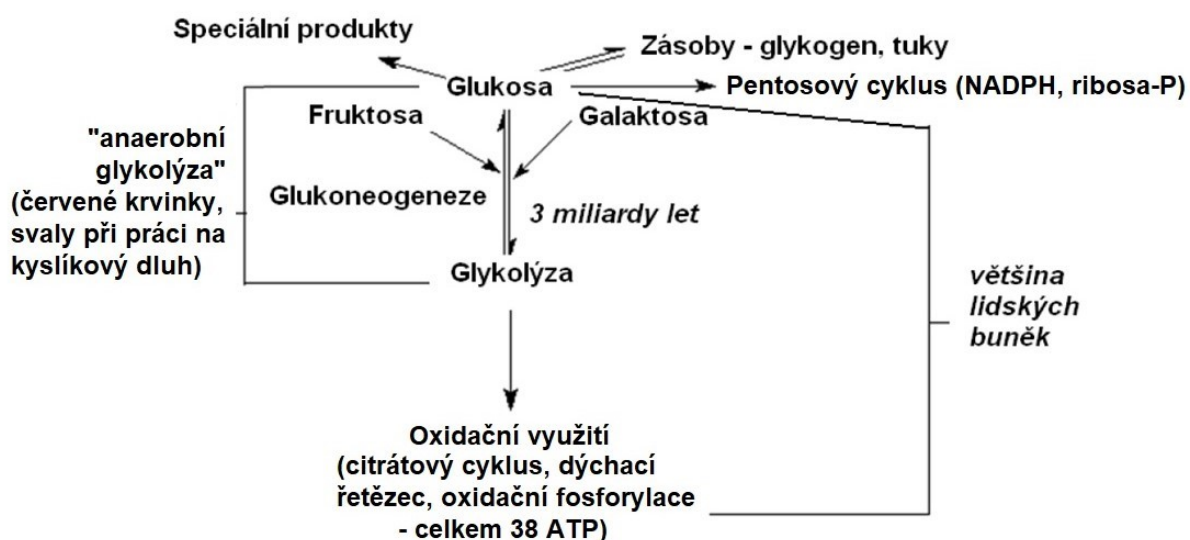 Speciální produkty
Zásoby - glykogen, tuky
Glukosa
Pentosový cyklus (NADPH, ribosa-P)
Fruktosa
Galaktosa
"anaerobní
glykolýza"
(červené krvinky,
svaly při práci na
kyslíkový dluh)
Glukoneogeneze
3 miliardy let
Glykolýza
většina
lidských
buněk
Oxidační využití
(citrátový cyklus, dýchací
řetězec, oxidační fosforylace
- celkem 38 ATP)